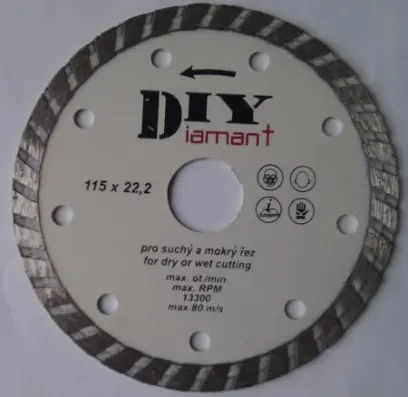 DIY
iamant
115 x 22,2
pro suchý a mokrý řez
for dry or wet cutting
max. ot./min.
max. RPM
13300
max 80 m/s